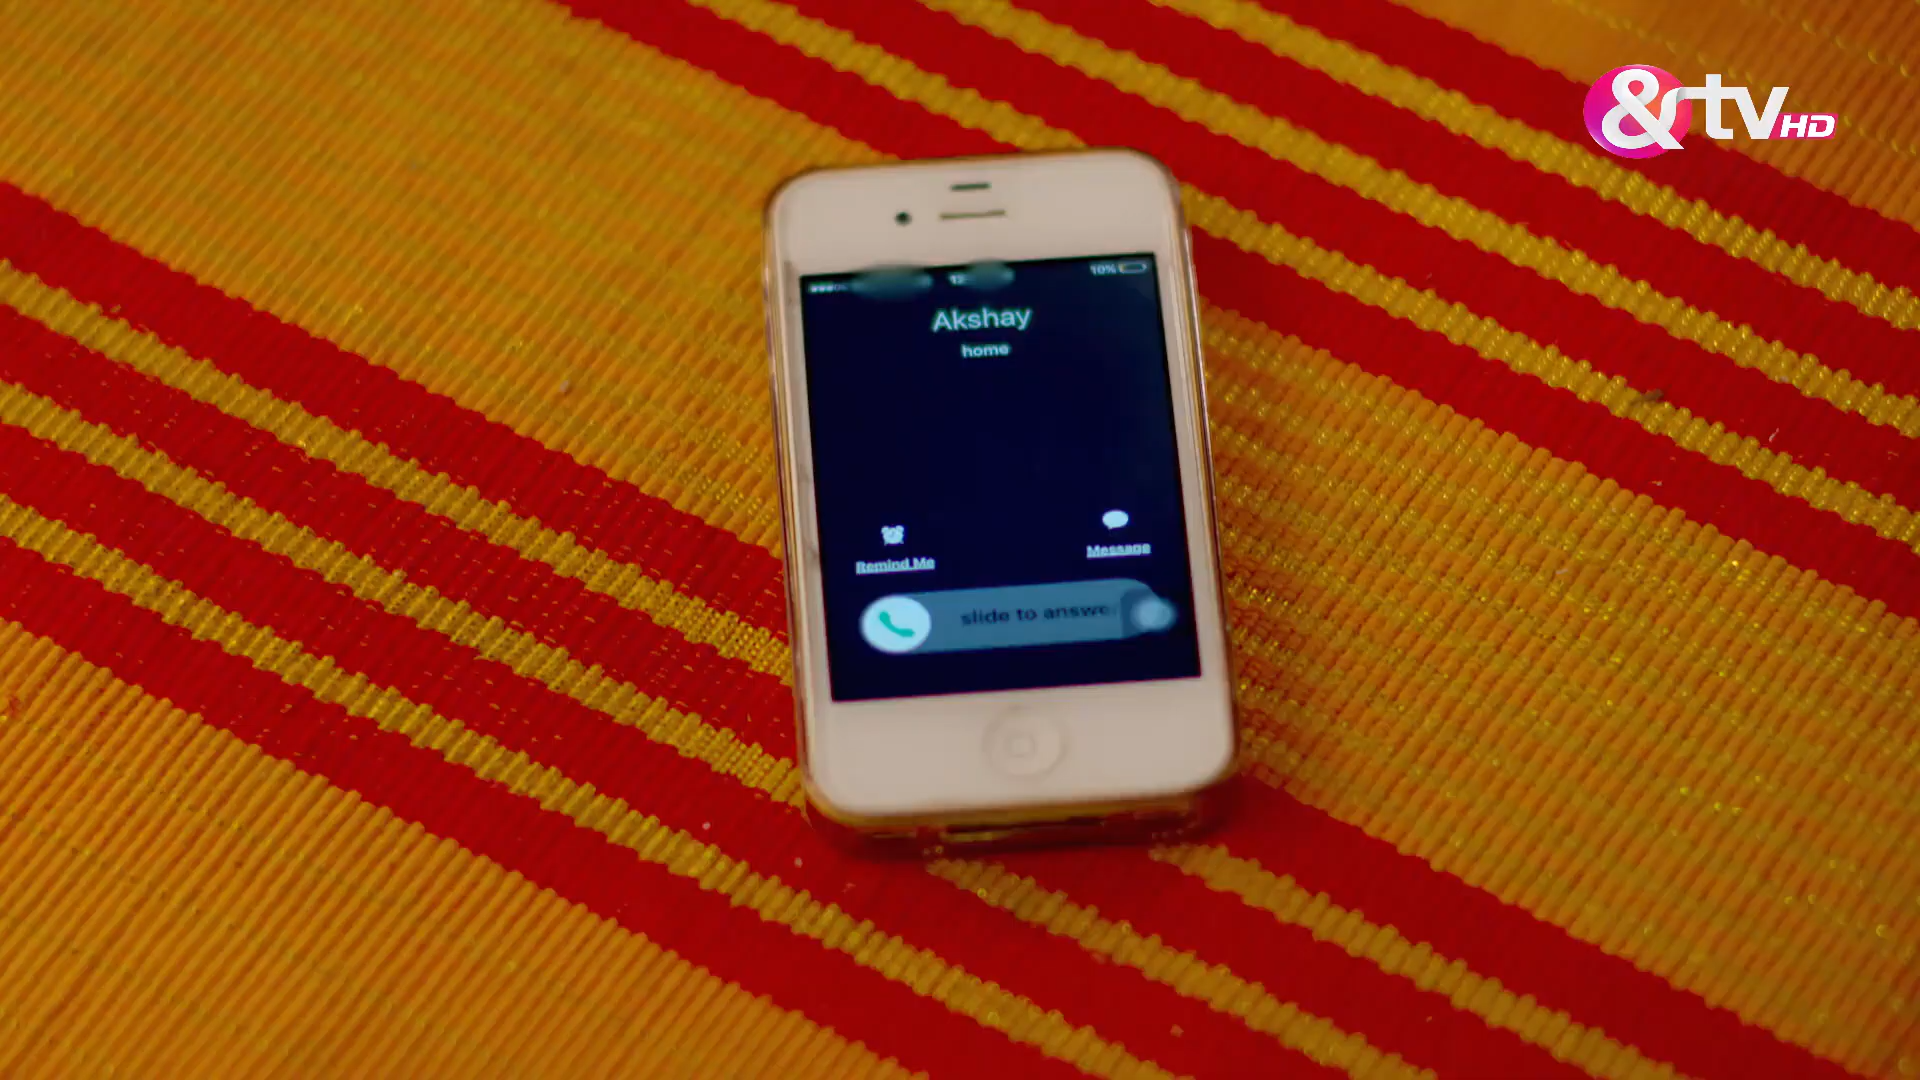 &tv HD
10%
Akshay
home
Remind Me
Message
slide to answe